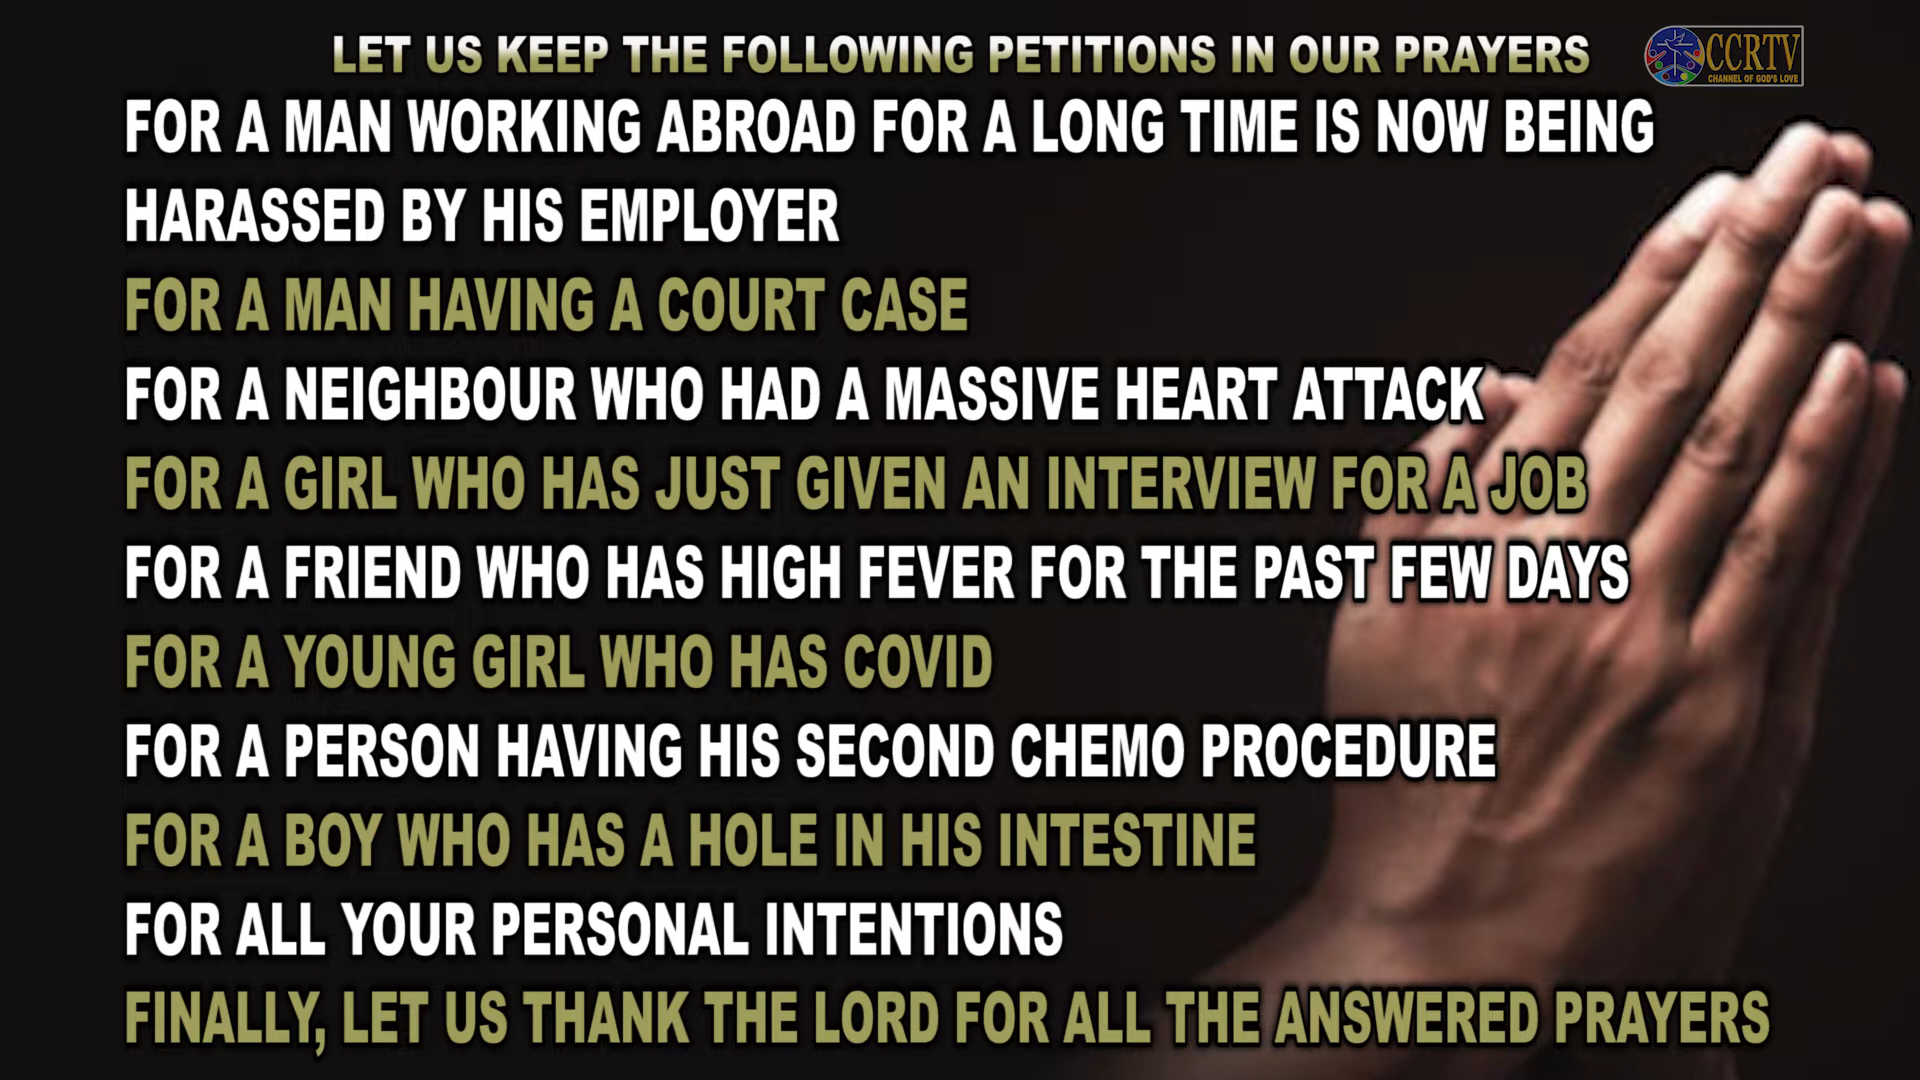 LET US KEEP THE FOLLOWING PETITIONS IN OUR PRAYERS
CCRTV
CHANNEL OF GOD'S LOVE
FOR A MAN WORKING ABROAD FOR A LONG TIME IS NOW BEING
HARASSED BY HIS EMPLOYER
FOR A MAN HAVING A COURT CASE
FOR A NEIGHBOUR WHO HAD A MASSIVE HEART ATTACK
FOR A GIRL WHO HAS JUST GIVEN AN INTERVIEW FOR A JOB
FOR A FRIEND WHO HAS HIGH FEVER FOR THE PAST FEW DAYS
FOR A YOUNG GIRL WHO HAS COVID
FOR A PERSON HAVING HIS SECOND CHEMO PROCEDURE
FOR A BOY WHO HAS A HOLE IN HIS INTESTINE
FOR ALL YOUR PERSONAL INTENTIONS
FINALLY, LET US THANK THE LORD FOR ALL THE ANSWERED PRAYERS